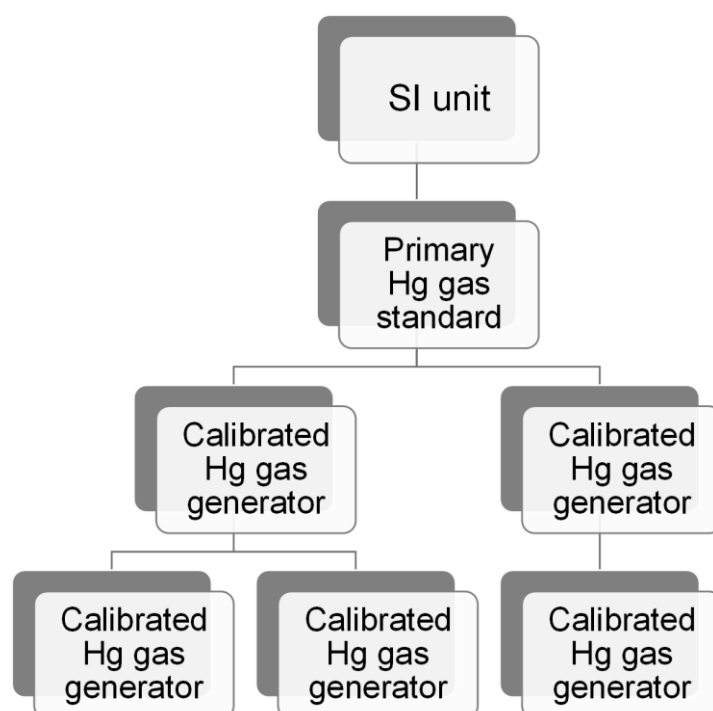 SI unit
Primary
Hg gas
standard
Calibrated
Hg gas
generator
Calibrated
Hg gas
generator
Calibrated
Hg gas
generator
Calibrated
Hg gas
generator
Calibrated
Hg gas
generator